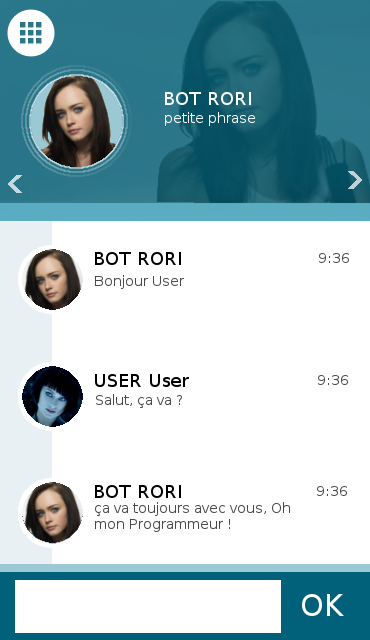 BOT RORI
petite phrase
BOT RORI 9:36
Bonjour User
USER User 9:36
Salut, ça va ?
BOT RORI 9:36
ça va toujours avec vous, Oh
mon Programmeur !
OK